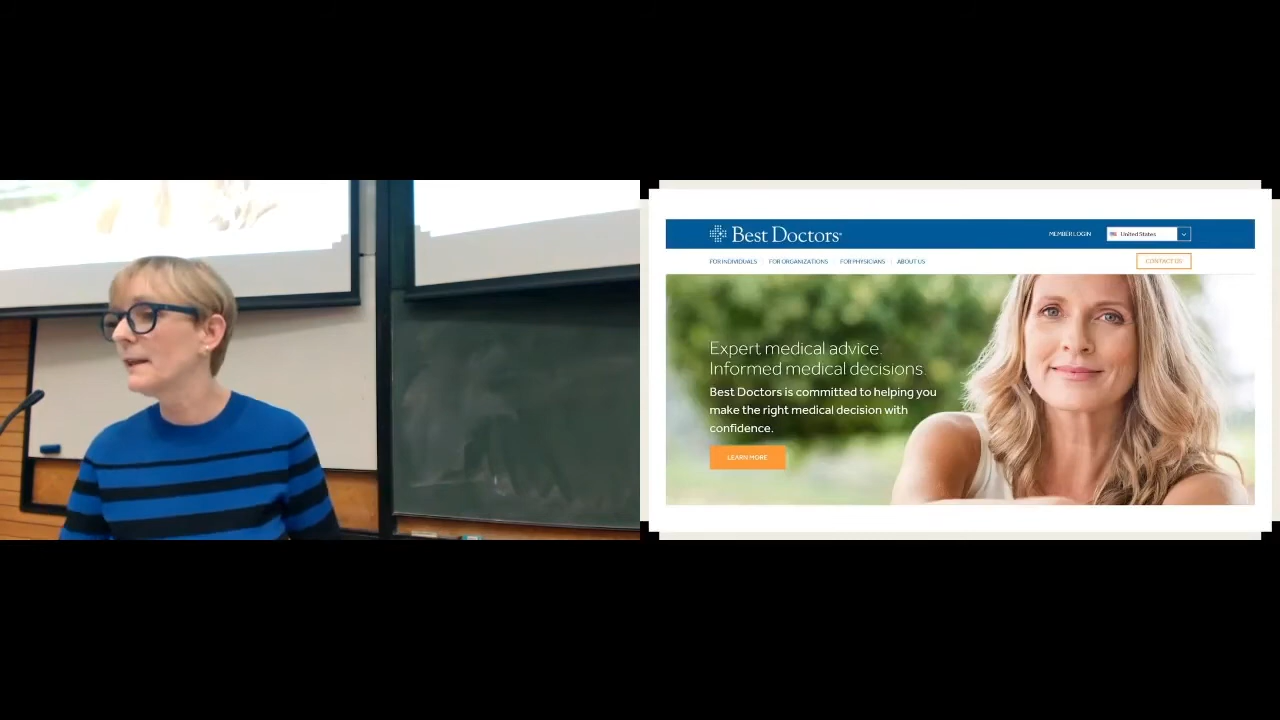 Best Doctors®
MEMBER LOGIN
United States
FOR INDIVIDUALS
FOR ORGANIZATIONS
FOR PHYSICIANS
ABOUT US
CONTACT US
Expert medical advice.
Informed medical decisions.
Best Doctors is committed to helping you
make the right medical decision with
confidence.
LEARN MORE